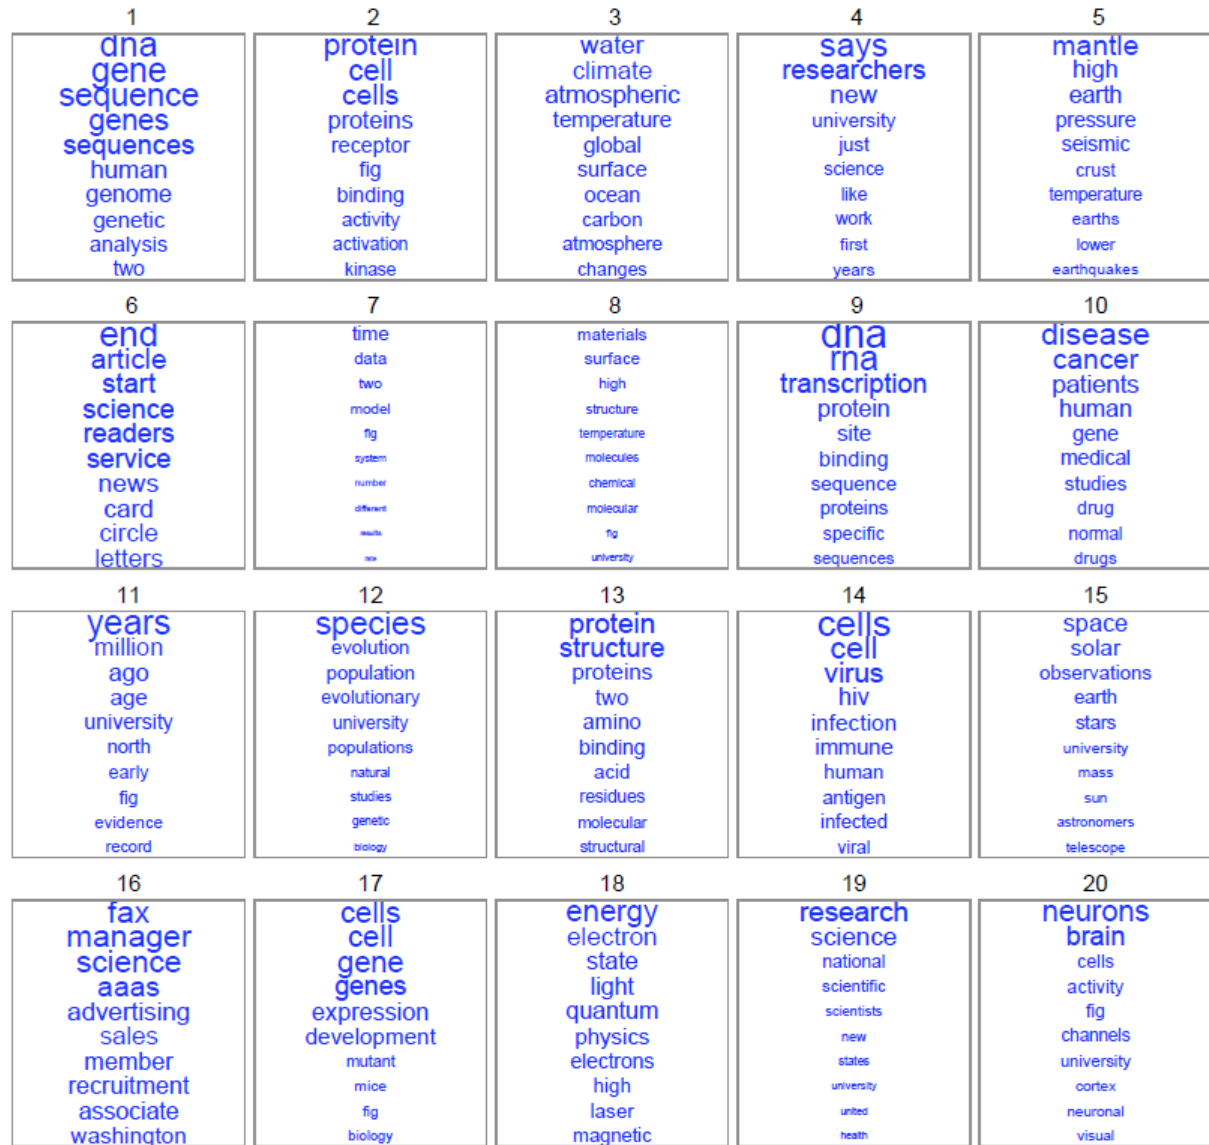 1
dna
gene
sequence
genes
sequences
human
genome
genetic
analysis
two
2
protein
cell
cells
proteins
receptor
fig
binding
activity
activation
kinase
3
water
climate
atmospheric
temperature
global
surface
ocean
carbon
atmosphere
changes
4
says
researchers
new
university
just
science
like
work
first
years
5
mantle
high
earth
pressure
seismic
crust
temperature
earths
lower
earthquakes
6
end
article
start
science
readers
service
news
card
circle
letters
7
time
data
two
model
fig
system
number
different
results
rate
8
materials
surface
high
structure
temperature
molecules
chemical
molecular
fig
university
9
dna
rna
transcription
protein
site
binding
sequence
proteins
specific
sequences
10
disease
cancer
patients
human
gene
medical
studies
drug
normal
drugs
11
years
million
ago
age
university
north
early
fig
evidence
record
12
species
evolution
population
evolutionary
university
populations
natural
studies
genetic
biology
13
protein
structure
proteins
two
amino
binding
acid
residues
molecular
structural
14
cells
cell
virus
hiv
infection
immune
human
antigen
infected
viral
15
space
solar
observations
earth
stars
university
mass
sun
astronomers
telescope
16
fax
manager
science
aaas
advertising
sales
member
recruitment
associate
washington
17
cells
cell
gene
genes
expression
development
mutant
mice
fig
biology
18
energy
electron
state
light
quantum
physics
electrons
high
laser
magnetic
19
research
science
national
scientific
scientists
new
states
university
united
health
20
neurons
brain
cells
activity
fig
channels
university
cortex
neuronal
visual